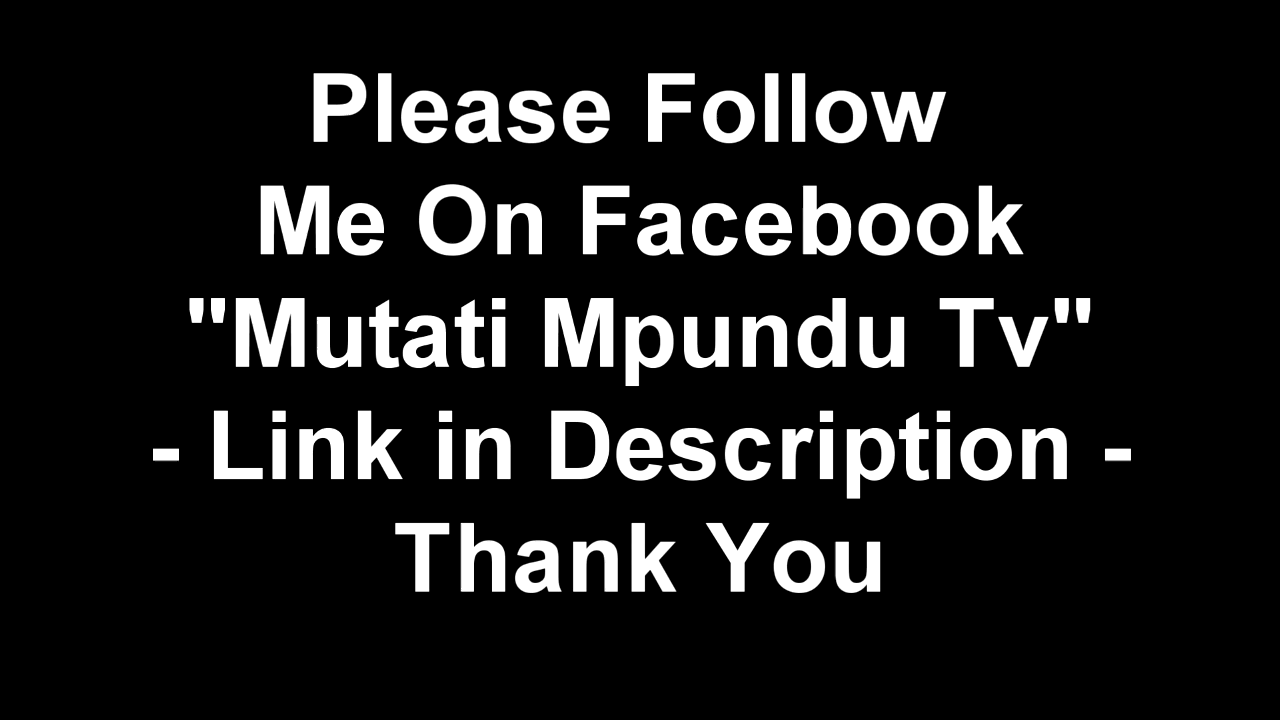 Please Follow
Me On Facebook
"Mutati Mpundu Tv"
- Link in Description -
Thank You